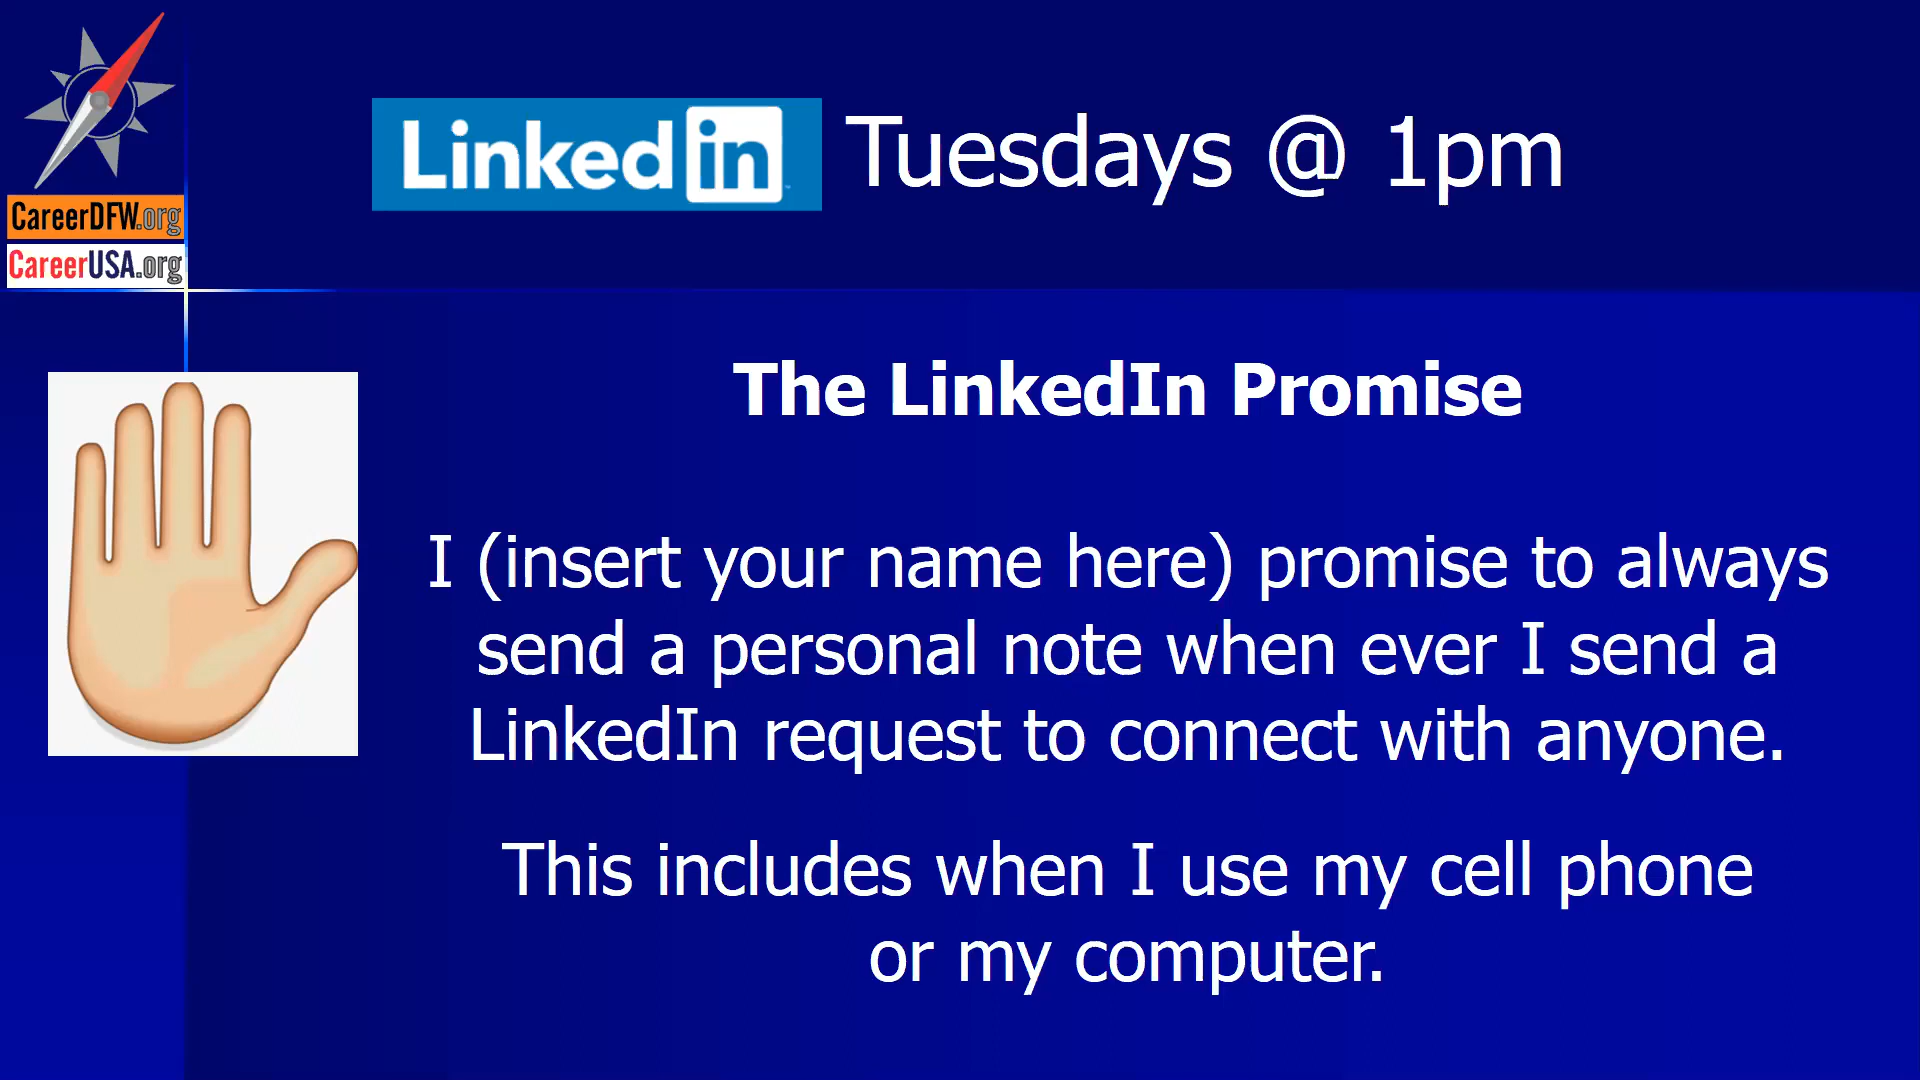 CareerDFW.org
CareerUSA.org
Linked in Tuesdays @ 1pm
The LinkedIn Promise
I (insert your name here) promise to always
send a personal note when ever I send a
LinkedIn request to connect with anyone.
This includes when I use my cell phone
or my computer.